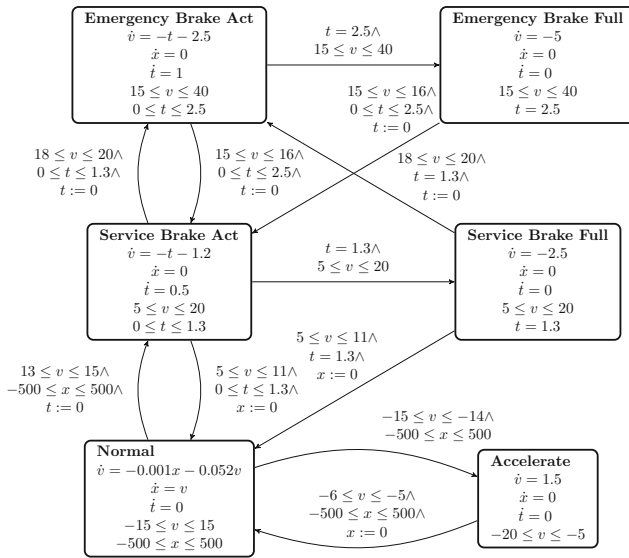 Emergency Brake Act
v̇ = −t − 2.5
ẋ = 0
ṫ = 1
15 ≤ v ≤ 40
0 ≤ t ≤ 2.5
t = 2.5∧
15 ≤ v ≤ 40
Emergency Brake Full
v̇ = −5
ẋ = 0
ṫ = 0
15 ≤ v ≤ 40
t = 2.5
18 ≤ v ≤ 20∧
0 ≤ t ≤ 1.3∧
t := 0
15 ≤ v ≤ 16∧
0 ≤ t ≤ 2.5∧
t := 0
15 ≤ v ≤ 16∧
0 ≤ t ≤ 2.5∧
t := 0
18 ≤ v ≤ 20∧
t = 1.3∧
t := 0
Service Brake Act
v̇ = −t − 1.2
ẋ = 0
ṫ = 0.5
5 ≤ v ≤ 20
0 ≤ t ≤ 1.3
t = 1.3∧
5 ≤ v ≤ 20
Service Brake Full
v̇ = −2.5
ẋ = 0
ṫ = 0
5 ≤ v ≤ 20
t = 1.3
13 ≤ v ≤ 15∧
−500 ≤ x ≤ 500∧
t := 0
5 ≤ v ≤ 11∧
0 ≤ t ≤ 1.3∧
x := 0
5 ≤ v ≤ 11∧
t = 1.3∧
x := 0
Normal
v̇ = −0.001x − 0.052v
ẋ = v
ṫ = 0
−15 ≤ v ≤ 15
−500 ≤ x ≤ 500
−15 ≤ v ≤ −14∧
−500 ≤ x ≤ 500
−6 ≤ v ≤ −5∧
−500 ≤ x ≤ 500∧
x := 0
Accelerate
v̇ = 1.5
ẋ = 0
ṫ = 0
−20 ≤ v ≤ −5